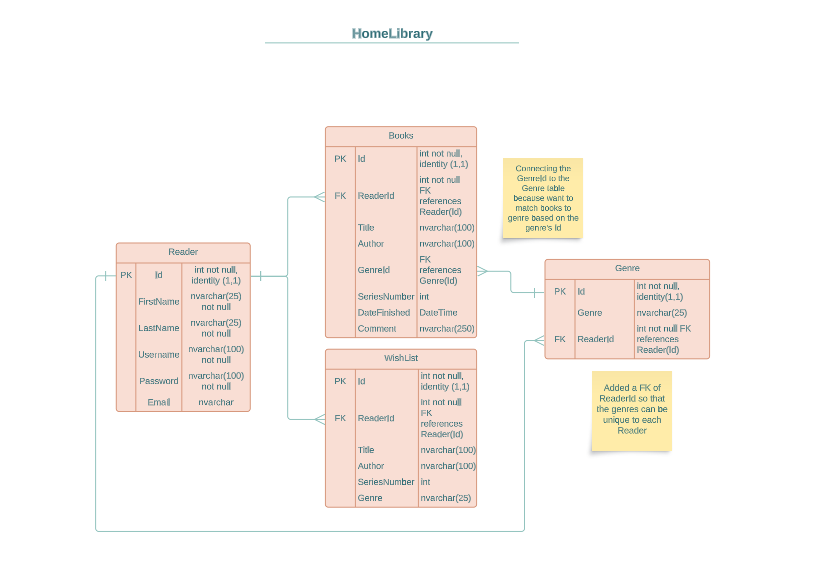 HomeLibrary
Books
PK Id int not null,
identity (1,1)
FK ReaderId int not null
FK
references
Reader(Id)
Title nvarchar(100)
Author nvarchar(100)
GenreId FK
references
Genre(Id)
SeriesNumber int
DateFinished DateTime
Comment nvarchar(250)
Connecting the
GenreId to the
Genre table
because want to
match books to
genre based on the
genre's Id
Reader
PK Id int not null,
identity (1,1)
FirstName nvarchar(25)
not null
LastName nvarchar(25)
not null
Username nvarchar(100)
not null
Password nvarchar(100)
not null
Email nvarchar
Genre
PK Id int not null,
identity(1,1)
Genre nvarchar(25)
FK ReaderId int not null FK
references
Reader(Id)
WishList
PK Id int not null,
identity (1,1)
FK ReaderId int not null
FK
references
Reader(Id)
Title nvarchar(100)
Author nvarchar(100)
SeriesNumber int
Genre nvarchar(25)
Added a FK of
ReaderId so that
the genres can be
unique to each
Reader